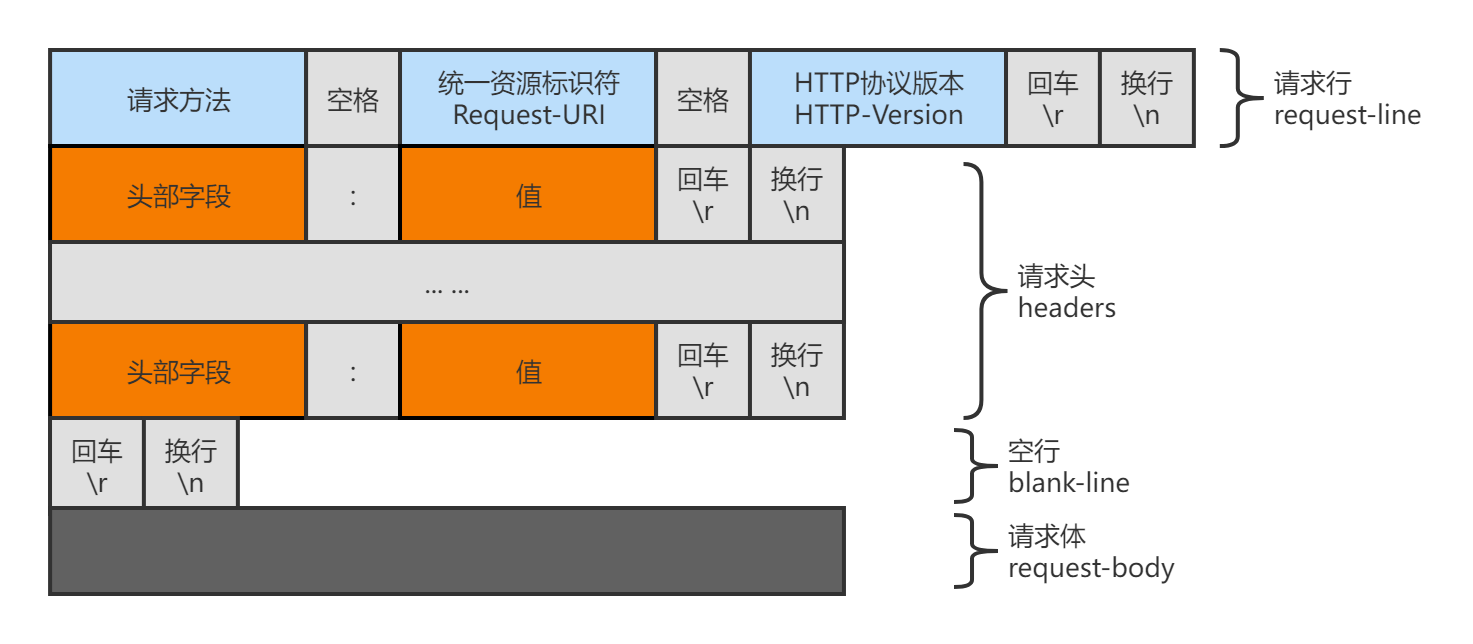 请求方法 空格 统一资源标识符 空格 HTTP协议版本 回车 换行 请求行
Request-URI HTTP-Version \r \n request-line
头部字段 : 值 回车 换行
\r \n
... ...
请求头
headers
头部字段 : 值 回车 换行
\r \n
回车 换行 空行
\r \n blank-line
请求体
request-body